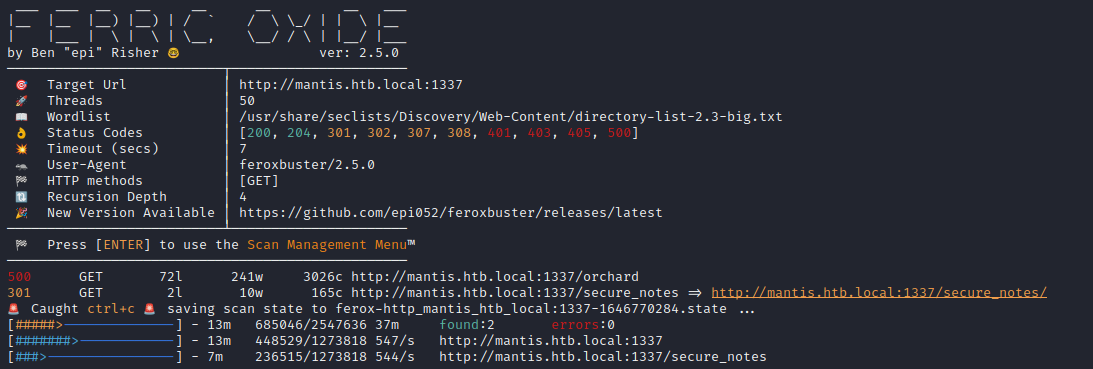 FERRIC OXIDE
by Ben "epi" Risher 🤓 ver: 2.5.0
🎯 Target Url │ http://mantis.htb.local:1337
🚀 Threads │ 50
📖 Wordlist │ /usr/share/seclists/Discovery/Web-Content/directory-list-2.3-big.txt
👌 Status Codes │ [200, 204, 301, 302, 307, 308, 401, 403, 405, 500]
💥 Timeout (secs) │ 7
🦡 User-Agent │ feroxbuster/2.5.0
🏁 HTTP methods │ [GET]
🔃 Recursion Depth │ 4
🎉 New Version Available │ https://github.com/epi052/feroxbuster/releases/latest
🏁 Press [ENTER] to use the Scan Management Menu™
500 GET 72l 241w 3026c http://mantis.htb.local:1337/orchard
301 GET 2l 10w 165c http://mantis.htb.local:1337/secure_notes => http://mantis.htb.local:1337/secure_notes/
🚨 Caught ctrl+c 🚨 saving scan state to ferox-http_mantis_htb_local:1337-1646770284.state ...
[#####>--------------] - 13m 685046/2547636 37m found:2 errors:0
[#######>------------] - 13m 448529/1273818 547/s http://mantis.htb.local:1337
[###>----------------] - 7m 236515/1273818 544/s http://mantis.htb.local:1337/secure_notes